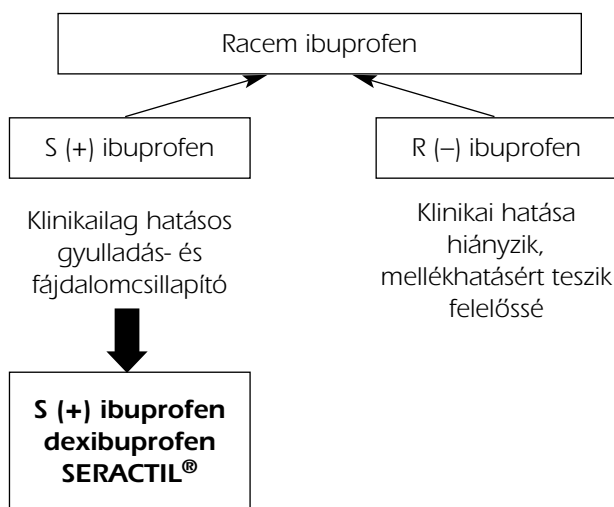 Racem ibuprofen
S (+) ibuprofen
R (–) ibuprofen
Klinikailag hatásos
gyulladás- és
fájdalomcsillapító
Klinikai hatása
hiányzik,
mellékhatásért teszik
felelőssé
S (+) ibuprofen
dexibuprofen
SERACTIL®